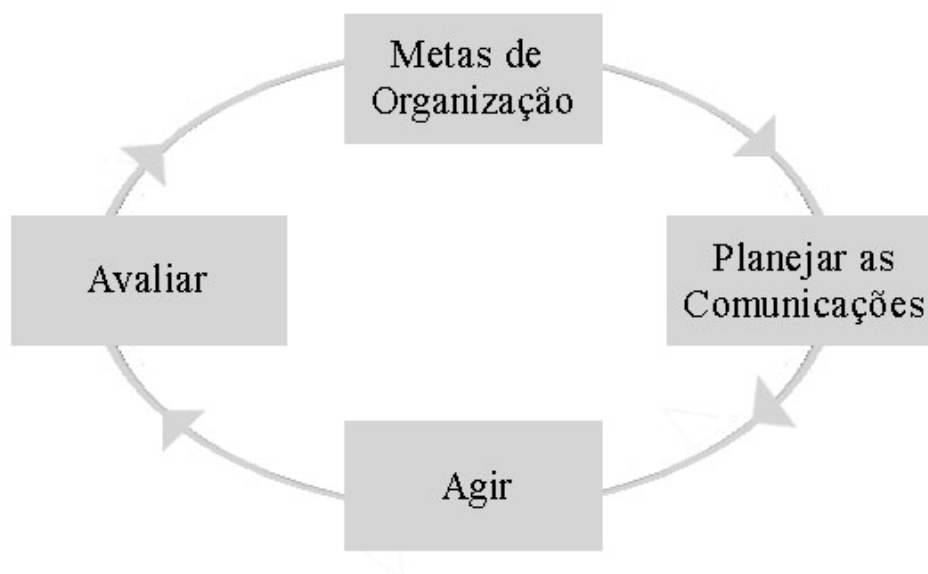 Metas de
Organização
Avaliar
Planejar as
Comunicações
Agir